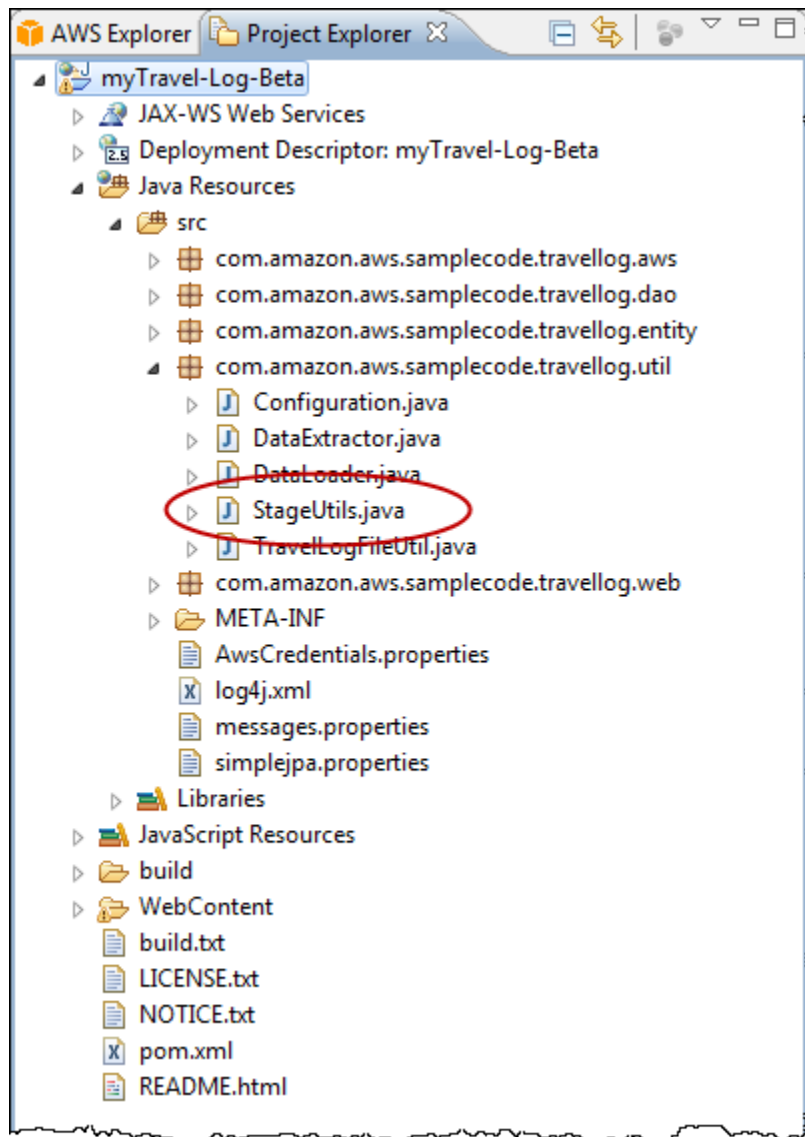 AWS Explorer Project Explorer
myTravel-Log-Beta
JAX-WS Web Services
2.5 Deployment Descriptor: myTravel-Log-Beta
Java Resources
src
com.amazon.aws.samplecode.travellog.aws
com.amazon.aws.samplecode.travellog.dao
com.amazon.aws.samplecode.travellog.entity
com.amazon.aws.samplecode.travellog.util
J Configuration.java
J DataExtractor.java
J DataLoader.java
J StageUtils.java
J TravelLogFileUtil.java
com.amazon.aws.samplecode.travellog.web
META-INF
AwsCredentials.properties
X log4j.xml
messages.properties
simplejpa.properties
Libraries
JavaScript Resources
build
WebContent
build.txt
LICENSE.txt
NOTICE.txt
X pom.xml
README.html